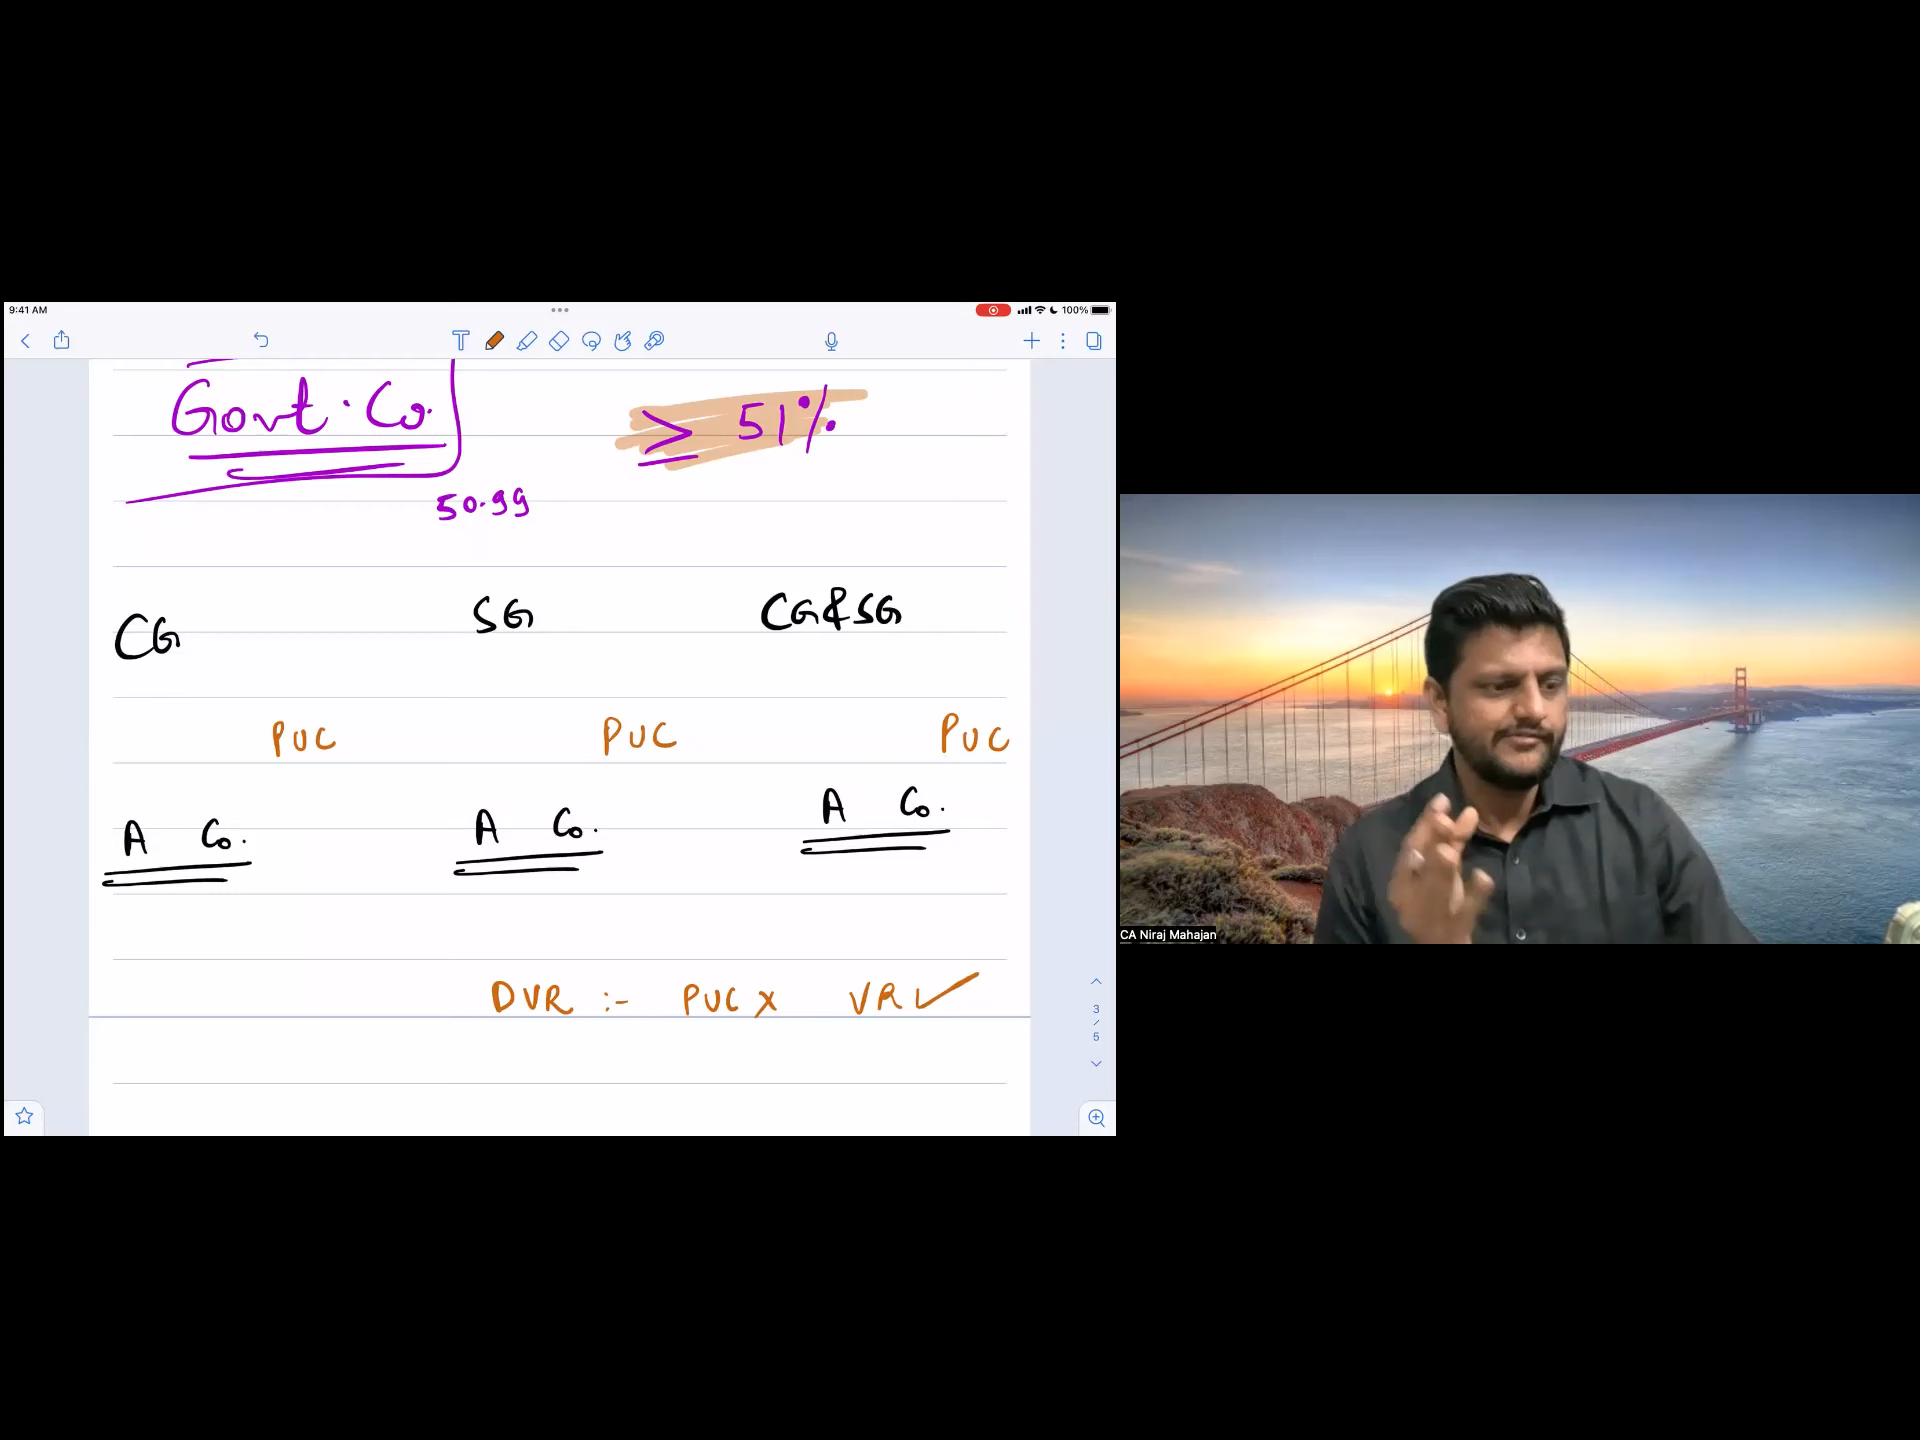 9:41 AM
100%
Govt. Co.
≥ 51%
50.99
CG SG CG&SG
PUC PUC PUC
A Co. A Co. A Co.
DVR :- PUC x VR ✓
3
/
5
CA Niraj Mahajan